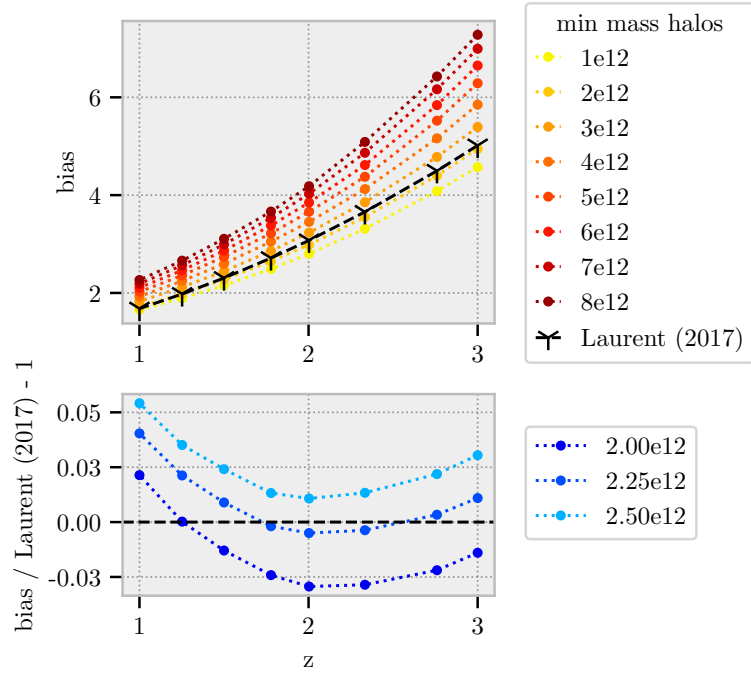 bias
6
4
2
1
2
3
min mass halos
1e12
2e12
3e12
4e12
5e12
6e12
7e12
8e12
Laurent (2017)
bias / Laurent (2017) - 1
0.05
0.03
0.00
-0.03
1
2
3
z
2.00e12
2.25e12
2.50e12